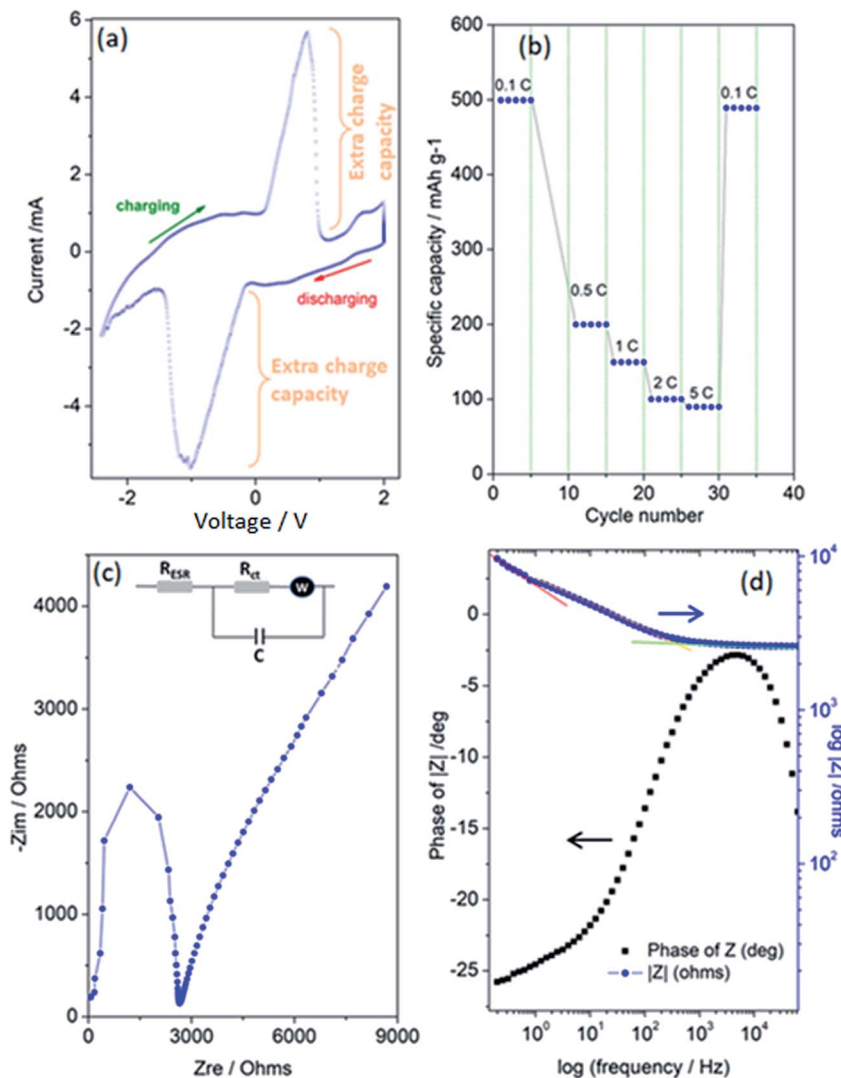 (a)
6
4
2
0
-2
-4
Current /mA
charging
discharging
Extra charge
capacity
Extra charge
capacity
-2
0
2
Voltage / V
(b)
600
500
400
300
200
100
0
Specific capacity / mAh g-1
0.1 C
0.5 C
1 C
2 C
5 C
0.1 C
0
10
20
30
40
Cycle number
(c)
R_ESR
R_ct
W
C
4000
3000
2000
1000
0
-Zim / Ohms
0
3000
6000
9000
Zre / Ohms
(d)
0
-5
-10
-15
-20
-25
Phase of |Z| /deg
10^4
10^3
10^2
log |Z| /ohms
Phase of Z (deg)
|Z| (ohms)
10^0
10^1
10^2
10^3
10^4
log (frequency / Hz)